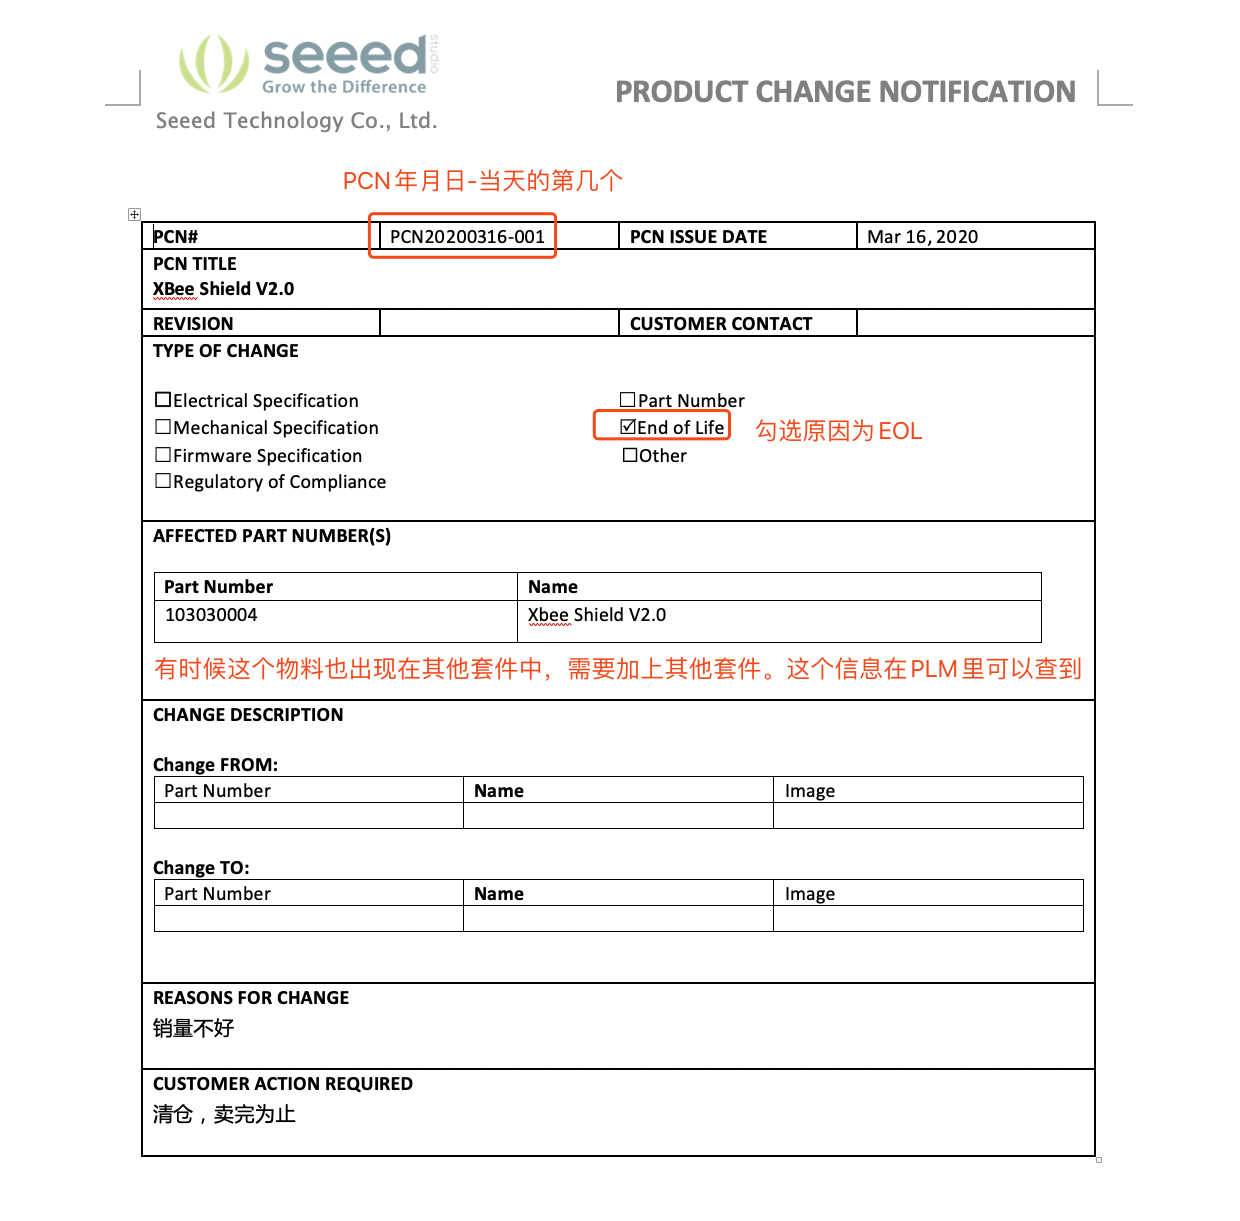 seeed studio
Grow the Difference
Seeed Technology Co., Ltd.
PRODUCT CHANGE NOTIFICATION
PCN年月日-当天的第几个
PCN# PCN20200316-001 PCN ISSUE DATE Mar 16, 2020
PCN TITLE
XBee Shield V2.0
REVISION CUSTOMER CONTACT
TYPE OF CHANGE
☐Electrical Specification ☐Part Number
☐Mechanical Specification ☑End of Life 勾选原因为EOL
☐Firmware Specification ☐Other
☐Regulatory of Compliance
AFFECTED PART NUMBER(S)
Part Number Name
103030004 Xbee Shield V2.0
有时候这个物料也出现在其他套件中，需要加上其他套件。这个信息在PLM里可以查到
CHANGE DESCRIPTION
Change FROM:
Part Number Name Image
Change TO:
Part Number Name Image
REASONS FOR CHANGE
销量不好
CUSTOMER ACTION REQUIRED
清仓，卖完为止